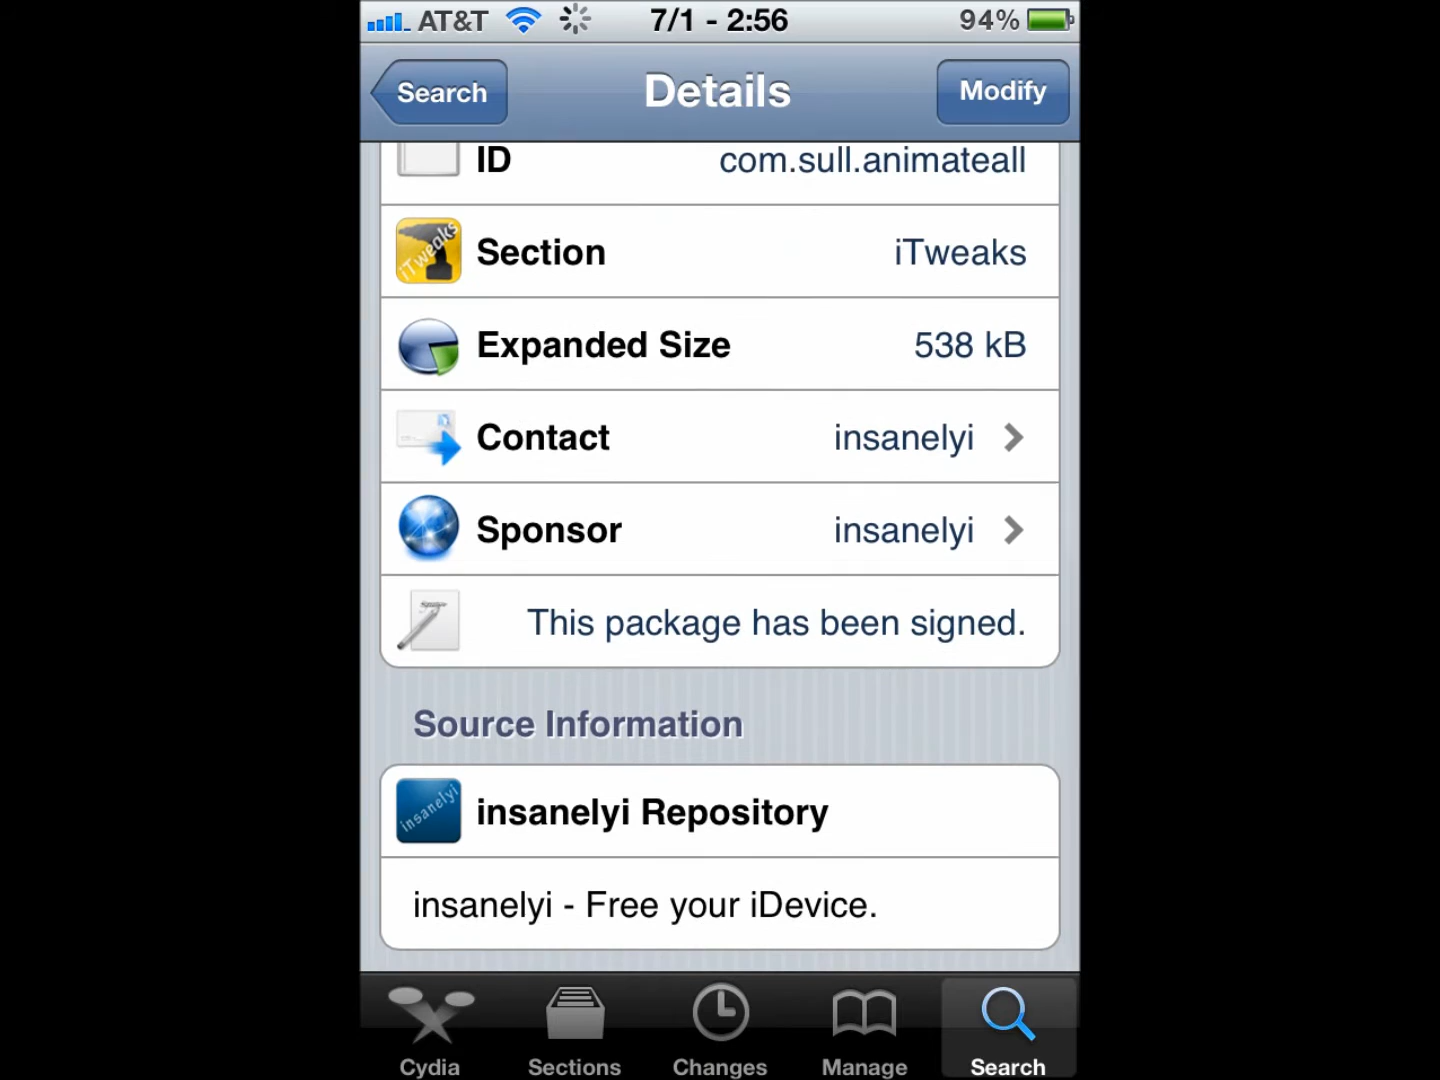 AT&T 7/1 - 2:56 94%
Search Details Modify
ID com.sull.animateall
iTweaks Section iTweaks
Expanded Size 538 kB
Contact insanelyi
Sponsor insanelyi
This package has been signed.
Source Information
insanelyi insanelyi Repository
insanelyi - Free your iDevice.
Cydia Sections Changes Manage Search